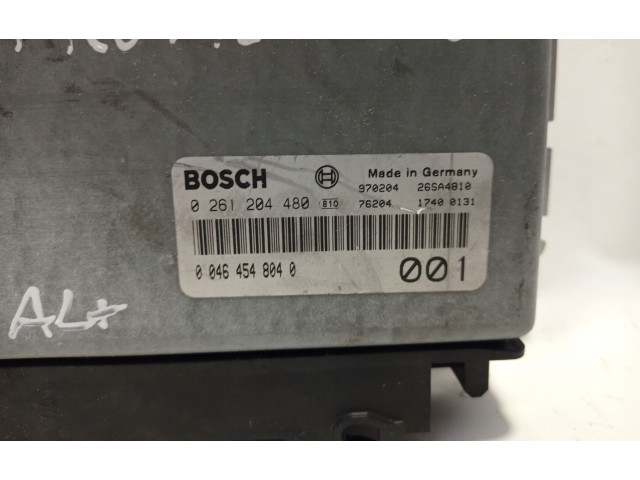 BOSCH Made in Germany
970204 26SA4810
0 261 204 480 B10 76204 1740 0131
0 046 454 804 0 001
AL+